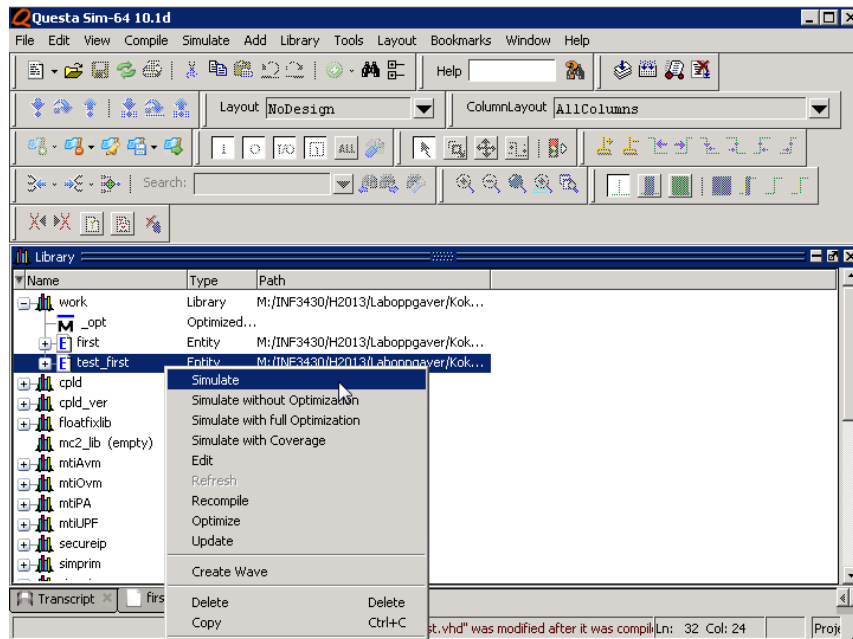 Questa Sim-64 10.1d
File Edit View Compile Simulate Add Library Tools Layout Bookmarks Window Help
Help
Layout NoDesign ColumnLayout AllColumns
I O I/O ALL
Search:
Library
Name Type Path
work Library M:/INF3430/H2013/Laboppgaver/Kok...
M _opt Optimized...
E first Entity M:/INF3430/H2013/Laboppgaver/Kok...
E test_first Entity M:/INF3430/H2013/Laboppgaver/Kok...
cpld
cpld_ver
floatfixlib
mc2_lib (empty)
mtiAvm
mtiOvm
mtiPA
mtiUPF
secureip
simprim
Simulate
Simulate without Optimization
Simulate with full Optimization
Simulate with Coverage
Edit
Refresh
Recompile
Optimize
Update
Create Wave
Delete Delete
Copy Ctrl+C
Transcript firs
st.vhd" was modified after it was compil Ln: 32 Col: 24 Proje